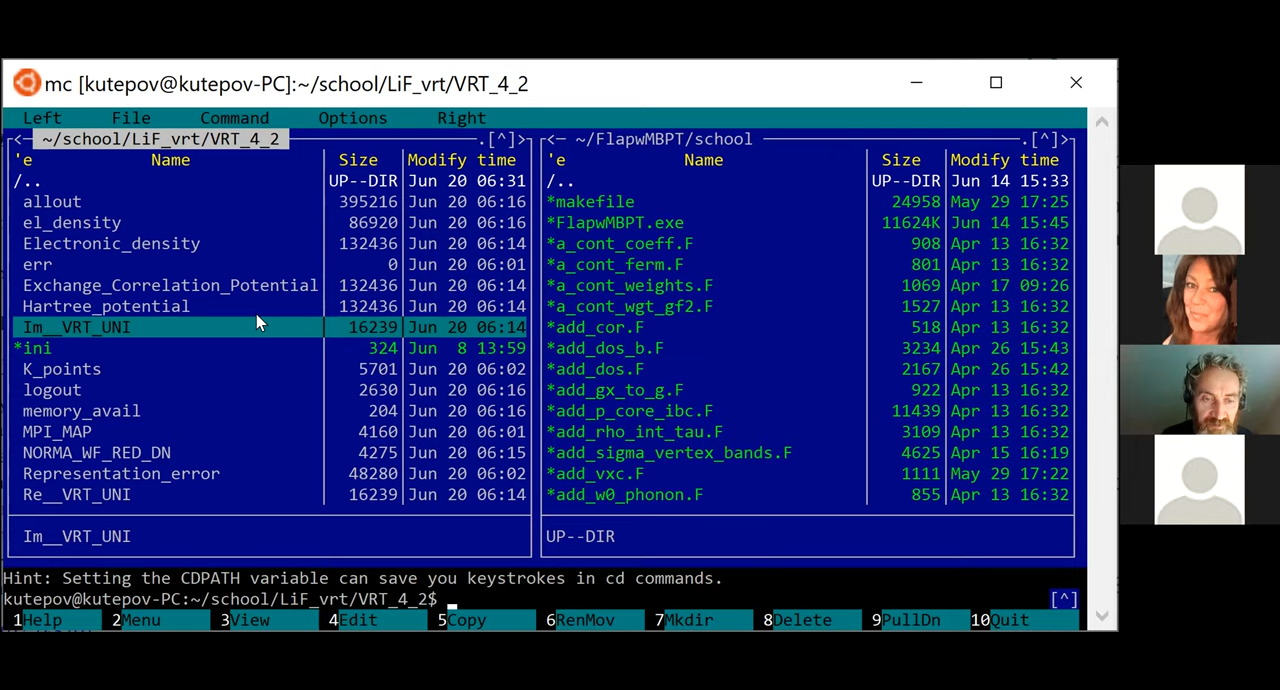 mc [kutepov@kutepov-PC]:~/school/LiF_vrt/VRT_4_2
Left File Command Options Right
<- ~/school/LiF_vrt/VRT_4_2 .[^]>
'e Name Size Modify time
/.. UP--DIR Jun 20 06:31
allout 395216 Jun 20 06:16
el_density 86920 Jun 20 06:16
Electronic_density 132436 Jun 20 06:14
err 0 Jun 20 06:01
Exchange_Correlation_Potential 132436 Jun 20 06:14
Hartree_potential 132436 Jun 20 06:14
Im__VRT_UNI 16239 Jun 20 06:14
*ini 324 Jun 8 13:59
K_points 5701 Jun 20 06:02
logout 2630 Jun 20 06:16
memory_avail 204 Jun 20 06:16
MPI_MAP 4160 Jun 20 06:01
NORMA_WF_RED_DN 4275 Jun 20 06:15
Representation_error 48280 Jun 20 06:02
Re__VRT_UNI 16239 Jun 20 06:14
Im__VRT_UNI
<- ~/FlapwMBPT/school .[^]>
'e Name Size Modify time
/.. UP--DIR Jun 14 15:33
*makefile 24958 May 29 17:25
*FlapwMBPT.exe 11624K Jun 14 15:45
*a_cont_coeff.F 908 Apr 13 16:32
*a_cont_ferm.F 801 Apr 13 16:32
*a_cont_weights.F 1069 Apr 17 09:26
*a_cont_wgt_gf2.F 1527 Apr 13 16:32
*add_cor.F 518 Apr 13 16:32
*add_dos_b.F 3234 Apr 26 15:43
*add_dos.F 2167 Apr 26 15:42
*add_gx_to_g.F 922 Apr 13 16:32
*add_p_core_ibc.F 11439 Apr 13 16:32
*add_rho_int_tau.F 3109 Apr 13 16:32
*add_sigma_vertex_bands.F 4625 Apr 15 16:19
*add_vxc.F 1111 May 29 17:22
*add_w0_phonon.F 855 Apr 13 16:32
UP--DIR
Hint: Setting the CDPATH variable can save you keystrokes in cd commands.
kutepov@kutepov-PC:~/school/LiF_vrt/VRT_4_2$ [^]
1Help 2Menu 3View 4Edit 5Copy 6RenMov 7Mkdir 8Delete 9PullDn 10Quit